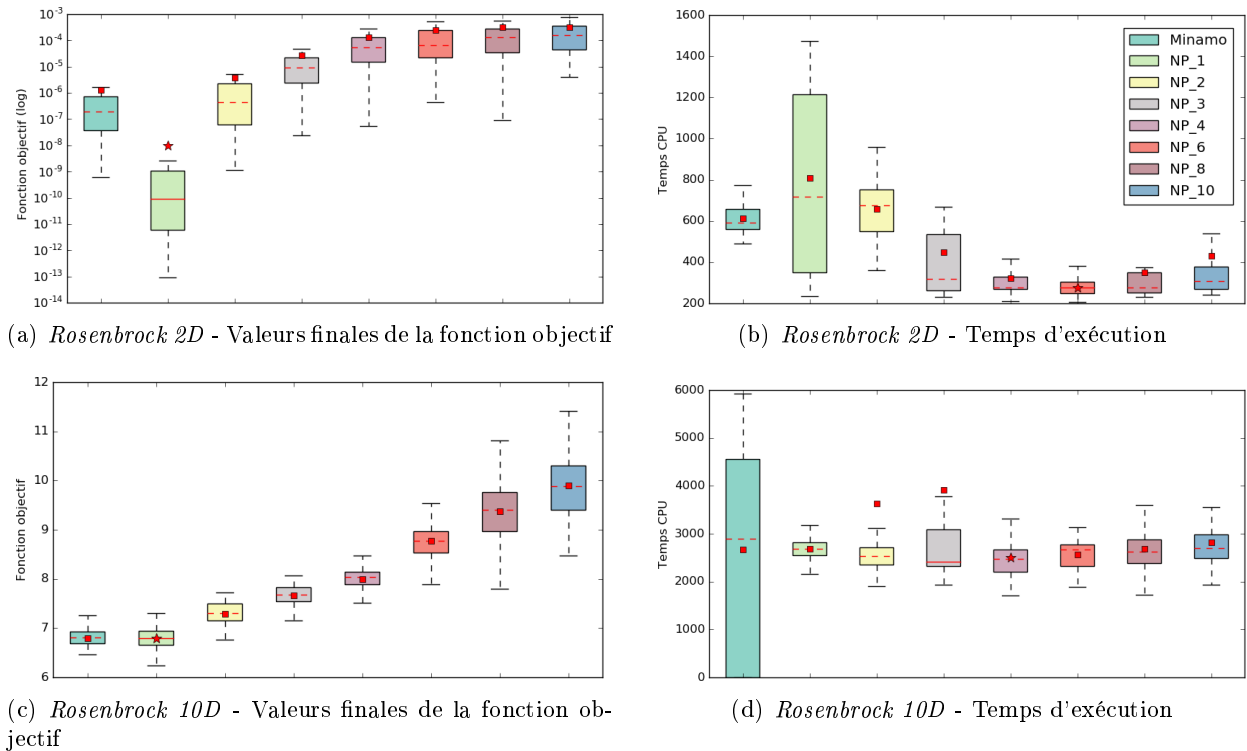 10⁻³
10⁻⁴
10⁻⁵
10⁻⁶
10⁻⁷
10⁻⁸
10⁻⁹
10⁻¹⁰
10⁻¹¹
10⁻¹²
10⁻¹³
10⁻¹⁴
Fonction objectif (log)
(a) Rosenbrock 2D - Valeurs finales de la fonction objectif
1600
1400
1200
1000
800
600
400
200
Temps CPU
Minamo
NP_1
NP_2
NP_3
NP_4
NP_6
NP_8
NP_10
(b) Rosenbrock 2D - Temps d'exécution
12
11
10
9
8
7
6
Fonction objectif
(c) Rosenbrock 10D - Valeurs finales de la fonction ob-
jectif
6000
5000
4000
3000
2000
1000
0
Temps CPU
(d) Rosenbrock 10D - Temps d'exécution